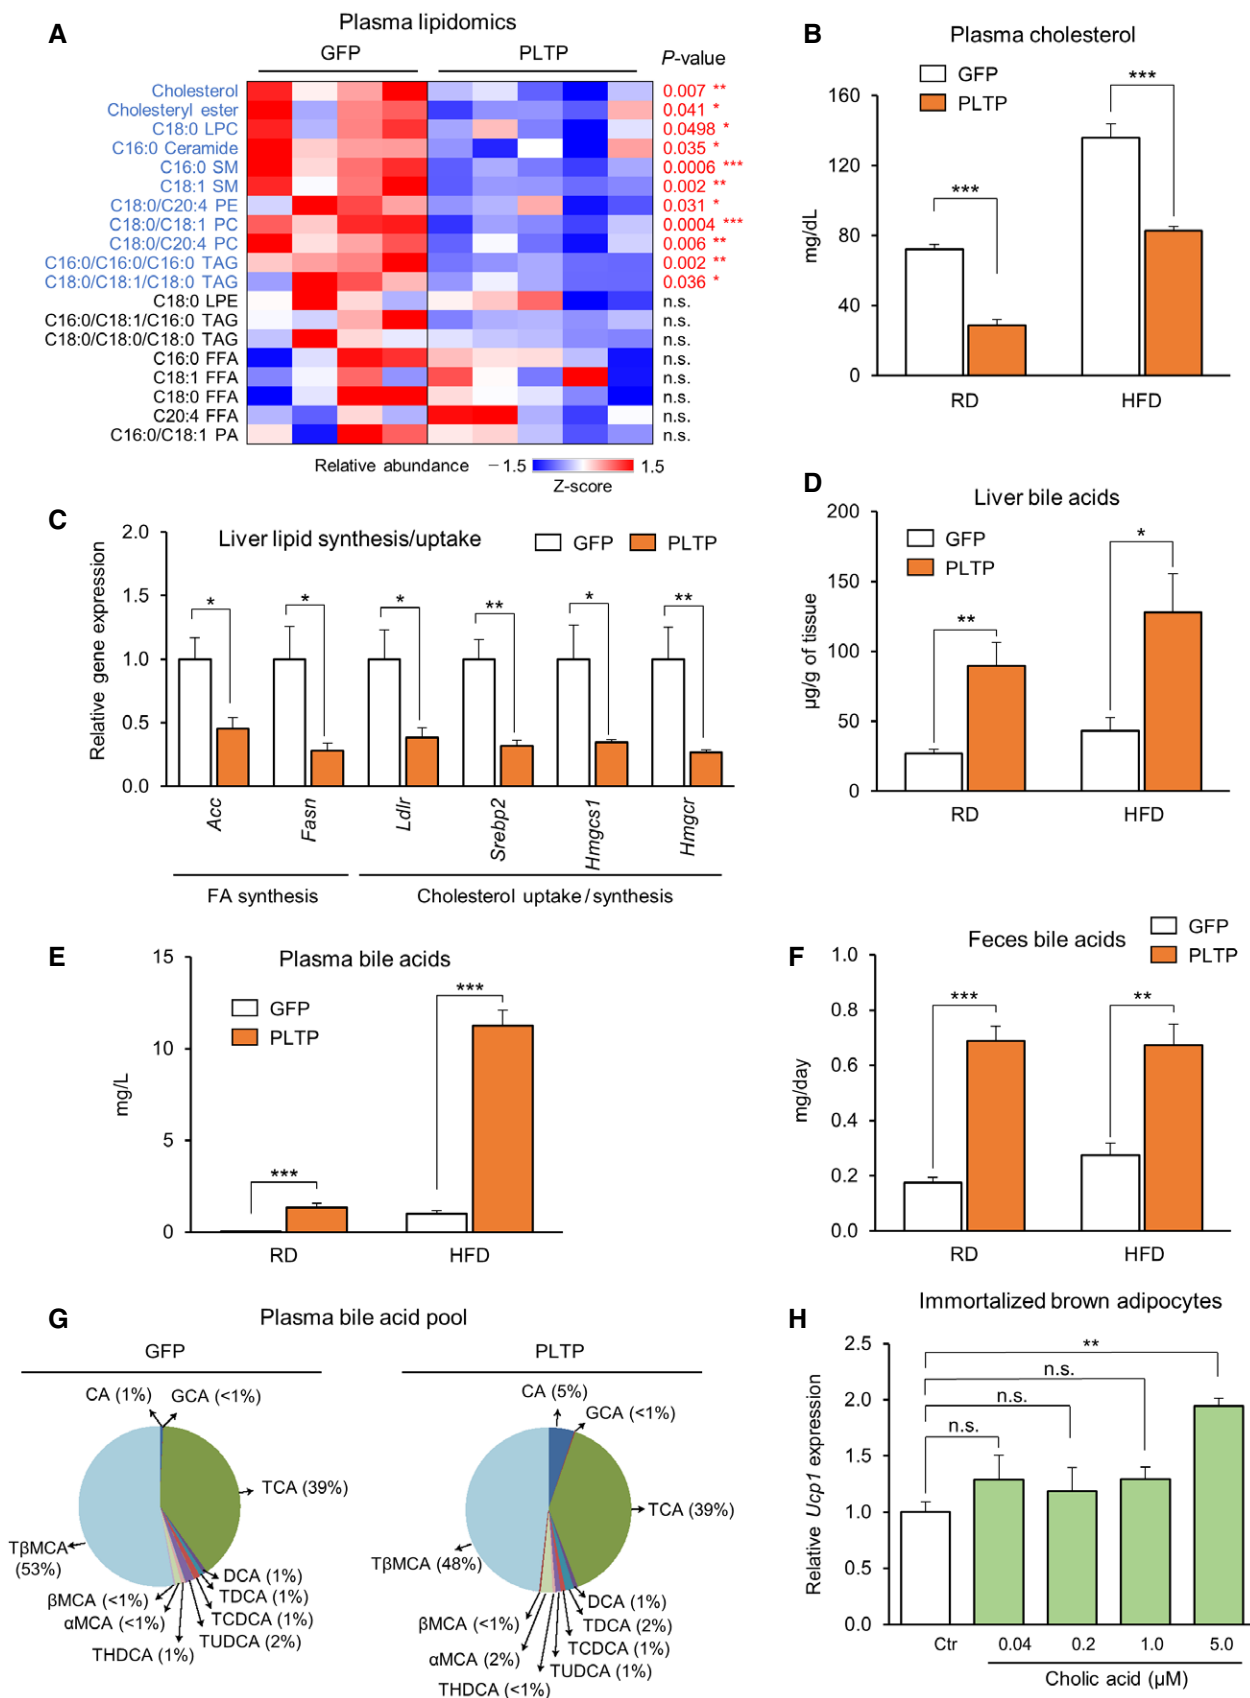 A
Plasma lipidomics
GFP PLTP P-value
Cholesterol 0.007 **
Cholesteryl ester 0.041 *
C18:0 LPC 0.0498 *
C16:0 Ceramide 0.035 *
C16:0 SM 0.0006 ***
C18:1 SM 0.002 **
C18:0/C20:4 PE 0.031 *
C18:0/C18:1 PC 0.0004 ***
C18:0/C20:4 PC 0.006 **
C16:0/C16:0/C16:0 TAG 0.002 **
C18:0/C18:1/C18:0 TAG 0.036 *
C18:0 LPE n.s.
C16:0/C18:1/C16:0 TAG n.s.
C18:0/C18:0/C18:0 TAG n.s.
C16:0 FFA n.s.
C18:1 FFA n.s.
C18:0 FFA n.s.
C20:4 FFA n.s.
C16:0/C18:1 PA n.s.
Relative abundance −1.5 1.5
Z-score
B
Plasma cholesterol
GFP
PLTP
*** ***
mg/dL
160
120
80
40
0
RD HFD
C
Liver lipid synthesis/uptake
GFP PLTP
Relative gene expression
2.0
1.5
1.0
0.5
0.0
* * * ** * **
Acc Fasn Ldlr Srebp2 Hmgcs1 Hmgcr
FA synthesis Cholesterol uptake/synthesis
D
Liver bile acids
GFP
PLTP
** *
µg/g of tissue
200
150
100
50
0
RD HFD
E
Plasma bile acids
GFP
PLTP
*** ***
mg/L
15
10
5
0
RD HFD
F
Feces bile acids
GFP
PLTP
*** **
mg/day
1.0
0.8
0.6
0.4
0.2
0.0
RD HFD
G
Plasma bile acid pool
GFP
CA (1%)
GCA (<1%)
TCA (39%)
DCA (1%)
TDCA (1%)
TCDCA (1%)
TUDCA (2%)
THDCA (1%)
αMCA (<1%)
βMCA (<1%)
TβMCA
(53%)
PLTP
CA (5%)
GCA (<1%)
TCA (39%)
DCA (1%)
TDCA (2%)
TCDCA (1%)
TUDCA (1%)
THDCA (<1%)
αMCA (2%)
βMCA (<1%)
TβMCA (48%)
H
Immortalized brown adipocytes
Relative Ucp1 expression
2.5
2.0
1.5
1.0
0.5
0.0
**
n.s.
n.s.
n.s.
Ctr 0.04 0.2 1.0 5.0
Cholic acid (µM)